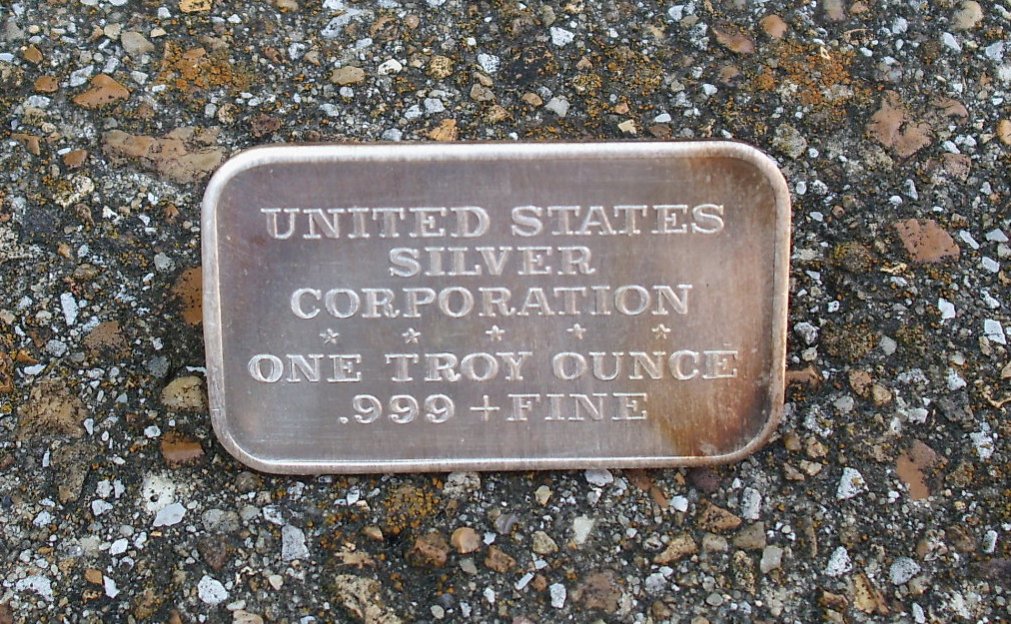 UNITED STATES
SILVER
CORPORATION
★ ★ ★ ★ ★
ONE TROY OUNCE
.999 + FINE